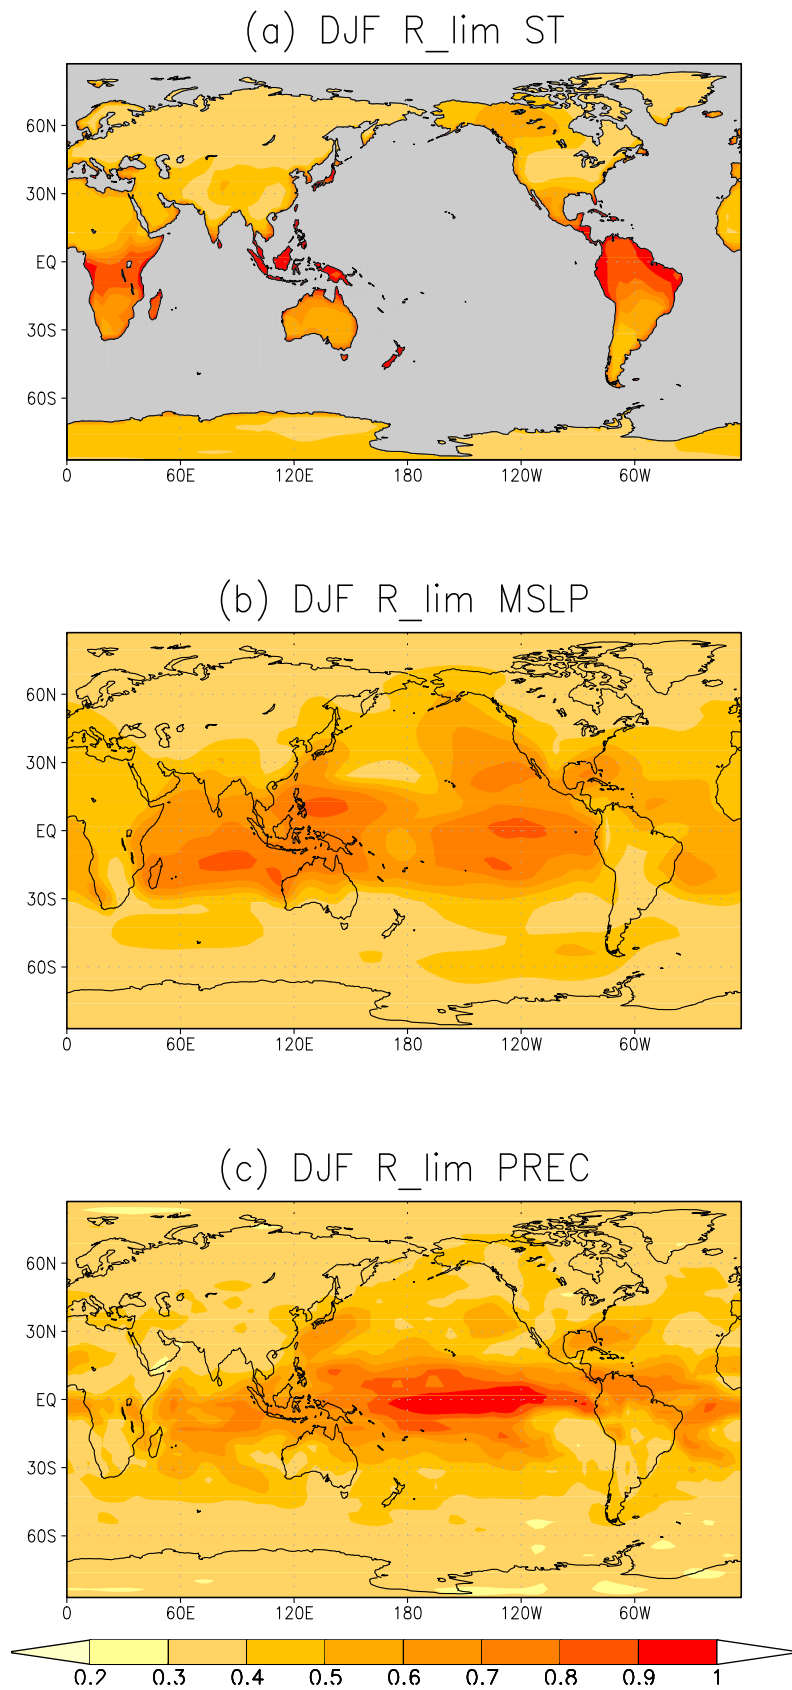 (a) DJF R_lim ST
60N
30N
EQ
30S
60S
0 60E 120E 180 120W 60W
(b) DJF R_lim MSLP
60N
30N
EQ
30S
60S
0 60E 120E 180 120W 60W
(c) DJF R_lim PREC
60N
30N
EQ
30S
60S
0 60E 120E 180 120W 60W
0.2 0.3 0.4 0.5 0.6 0.7 0.8 0.9 1